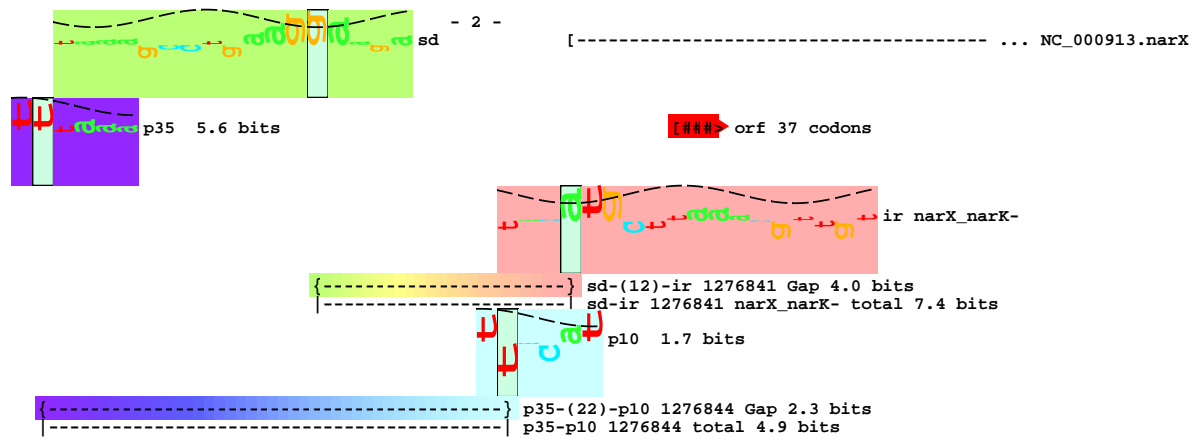 - 2 -
sd
[--------------------------------------- ... NC_000913.narX
p35 5.6 bits
[###> orf 37 codons
ir narX_narK-
{-----------------------} sd-(12)-ir 1276841 Gap 4.0 bits
|-----------------------| sd-ir 1276841 narX_narK- total 7.4 bits
p10 1.7 bits
{-------------------------------------------} p35-(22)-p10 1276844 Gap 2.3 bits
|-------------------------------------------| p35-p10 1276844 total 4.9 bits